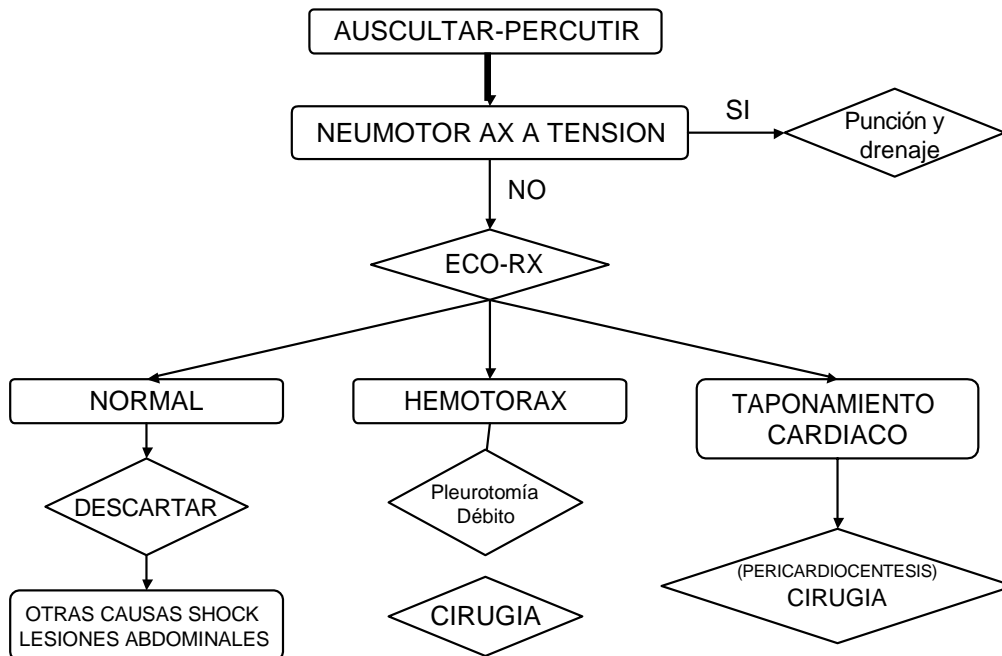 AUSCULTAR-PERCUTIR
NEUMOTOR AX A TENSION
SI
Punción y
drenaje
NO
ECO-RX
NORMAL
HEMOTORAX
TAPONAMIENTO
CARDIACO
DESCARTAR
Pleurotomía
Débito
(PERICARDIOCENTESIS)
CIRUGIA
OTRAS CAUSAS SHOCK
LESIONES ABDOMINALES
CIRUGIA